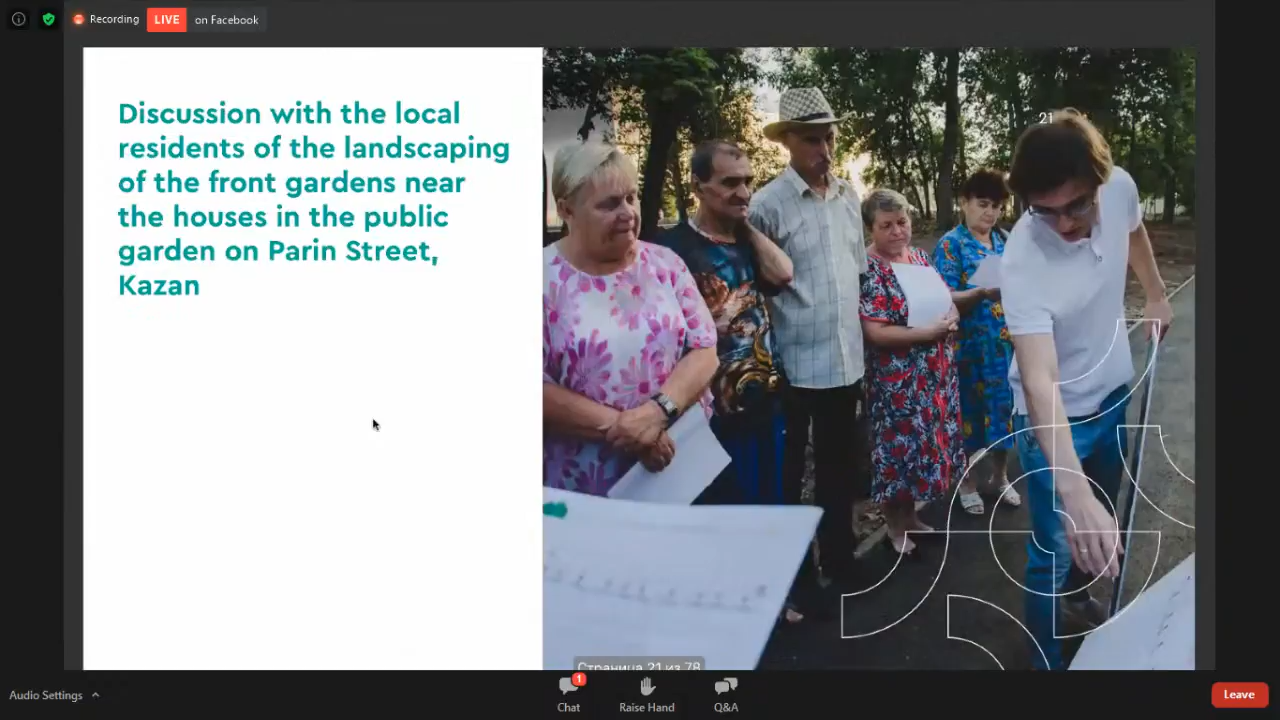 Recording
LIVE
on Facebook
Discussion with the local
residents of the landscaping
of the front gardens near
the houses in the public
garden on Parin Street,
Kazan
21
Страница 21 из 78
Audio Settings
1
Chat
Raise Hand
Q&A
Leave